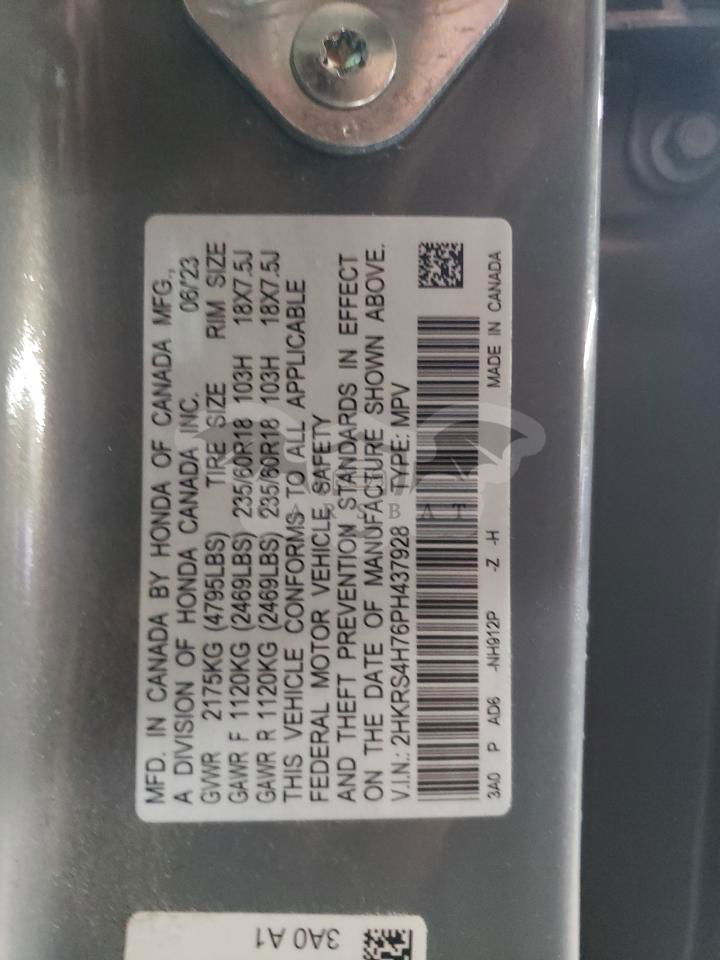 MFD. IN CANADA BY HONDA OF CANADA MFG.,
A DIVISION OF HONDA CANADA INC. 06/'23
GVWR 2175KG (4795LBS) TIRE SIZE RIM SIZE
GAWR F 1120KG (2469LBS) 235/60R18 103H 18X7.5J
GAWR R 1120KG (2469LBS) 235/60R18 103H 18X7.5J
THIS VEHICLE CONFORMS TO ALL APPLICABLE
FEDERAL MOTOR VEHICLE SAFETY
AND THEFT PREVENTION STANDARDS IN EFFECT
ON THE DATE OF MANUFACTURE SHOWN ABOVE.
V.I.N.: 2HKRS4H76PH437928 TYPE: MPV
3A0 P AD6 -NH912P -Z -H MADE IN CANADA
3A0 A1